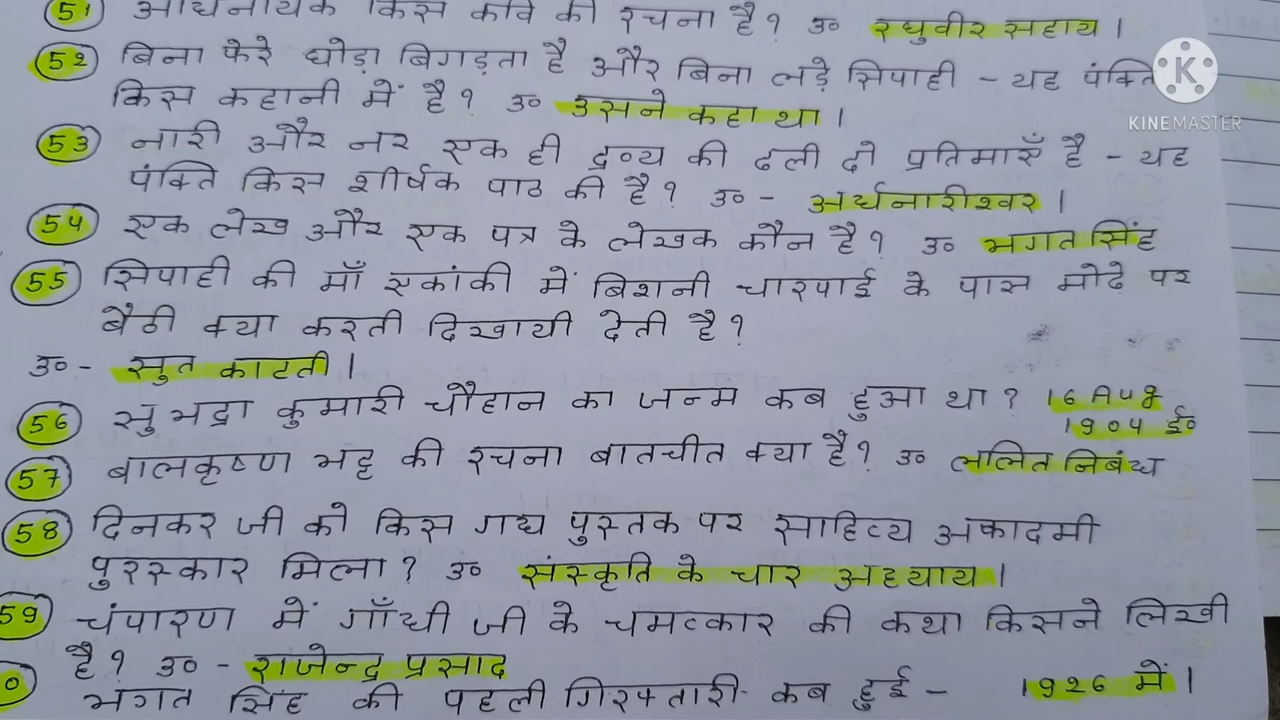 51 अधिनायक किस कवि की रचना है? उ० रघुवीर सहाय।
52 बिना फेरे घोड़ा बिगड़ता है और बिना लड़े सिपाही - यह पंक्ति
किस कहानी में है? उ० उसने कहा था।
53 नारी और नर एक ही द्रव्य की ढली दो प्रतिमाएँ है - यह
पंक्ति किस शीर्षक पाठ की है? उ० - अर्धनारीश्वर।
54 एक लेख और एक पत्र के लेखक कौन है? उ० भगत सिंह
55 सिपाही की माँ एकांकी में बिशनी चारपाई के पास मोढ़े पर
बैठी क्या करती दिखायी देती है?
उ० - सुत काटती।
56 सुभद्रा कुमारी चौहान का जन्म कब हुआ था? 16 Aug
1904 ई०
57 बालकृष्ण भट्ट की रचना बातचीत क्या है? उ० ललित निबंध
58 दिनकर जी को किस गद्य पुस्तक पर साहित्य अकादमी
पुरस्कार मिला? उ० संस्कृति के चार अध्याय।
59 चंपारण में गाँधी जी के चमत्कार की कथा किसने लिखी
है? उ० - राजेन्द्र प्रसाद
0 भगत सिंह की पहली गिरफ्तारी कब हुई - 1926 में।
KINEMASTER